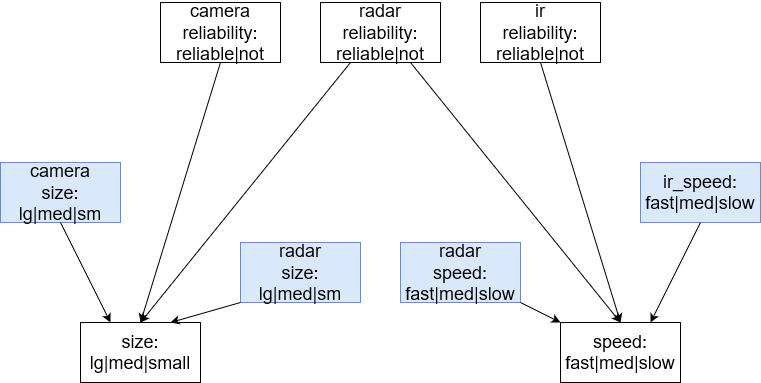 camera
reliability:
reliable|not
radar
reliability:
reliable|not
ir
reliability:
reliable|not
camera
size:
lg|med|sm
ir_speed:
fast|med|slow
radar
size:
lg|med|sm
radar
speed:
fast|med|slow
size:
lg|med|small
speed:
fast|med|slow